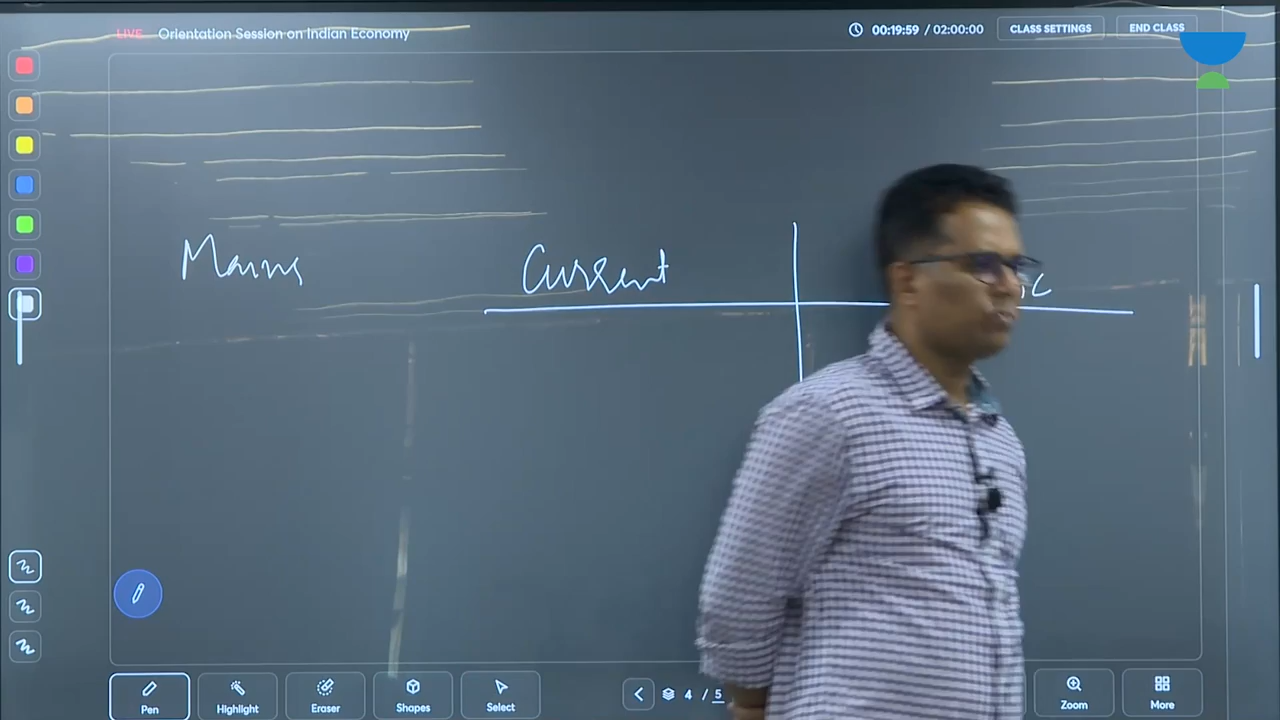 LIVE Orientation Session on Indian Economy 00:19:59 / 02:00:00 CLASS SETTINGS END CLASS
Mains Current
Pen Highlight Eraser Shapes Select 4 / 5 Zoom More